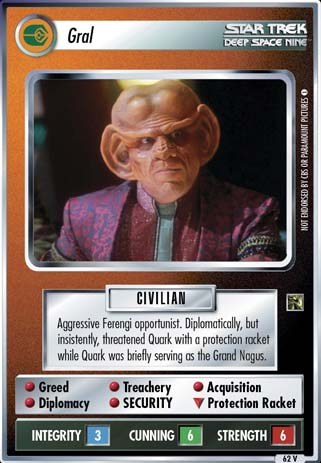 Gral
STAR TREK
DEEP SPACE NINE
NOT ENDORSED BY CBS OR PARAMOUNT PICTURES
CIVILIAN
Aggressive Ferengi opportunist. Diplomatically, but
insistently, threatened Quark with a protection racket
while Quark was briefly serving as the Grand Nagus.
Greed
Treachery
Acquisition
Diplomacy
SECURITY
Protection Racket
INTEGRITY 3
CUNNING 6
STRENGTH 6
62 V